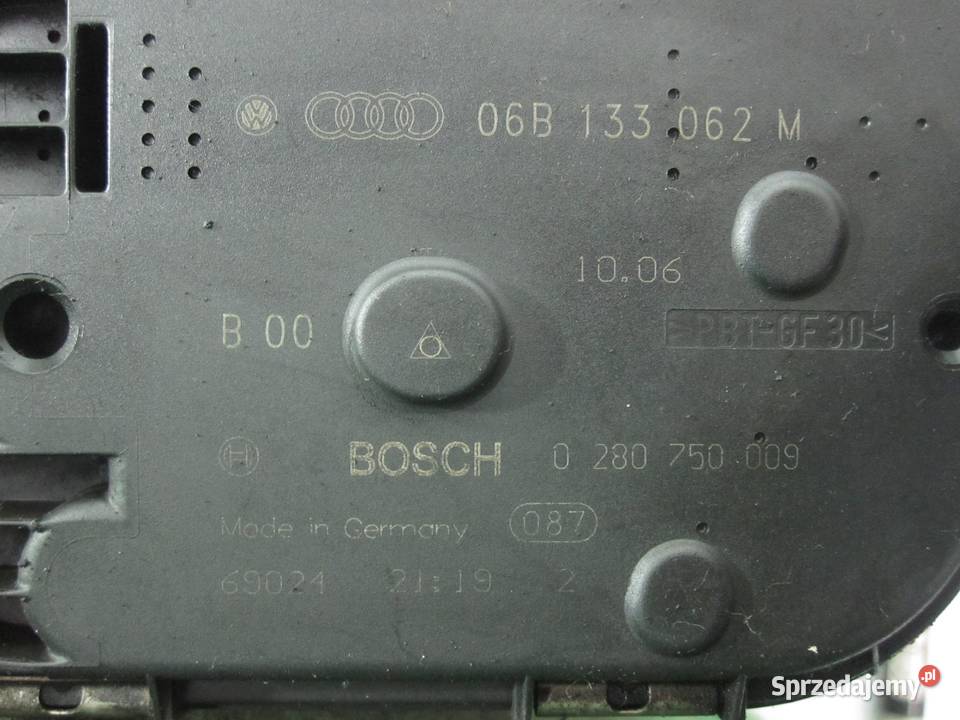 06B 133 062 M
10.06
B 00
>PBT-GF30<
BOSCH 0 280 750 009
Made in Germany 087
69024 21:19 2
Sprzedajemy.pl